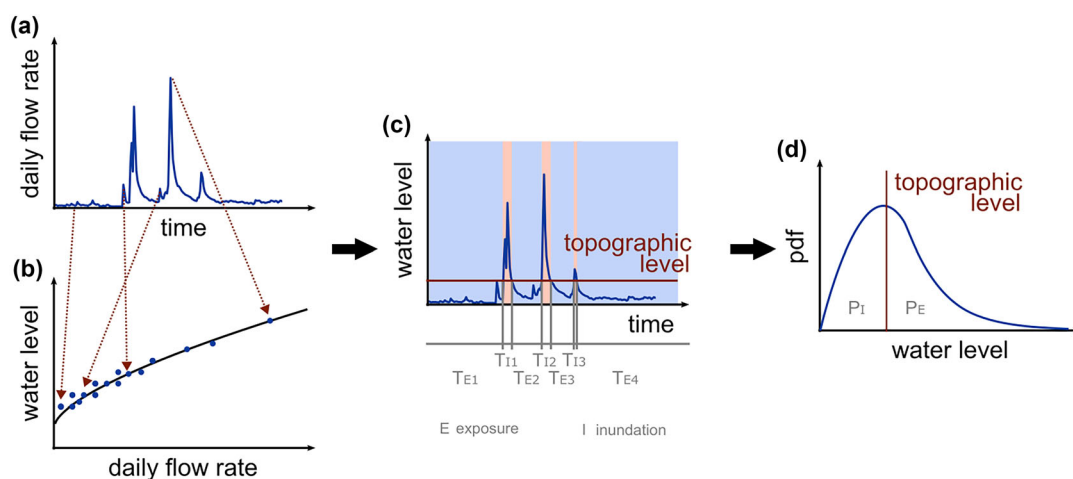 (a)
daily flow rate
time
(b)
water level
daily flow rate
(c)
water level
topographic
level
time
TI1 TI2 TI3
TE1 TE2 TE3 TE4
E exposure I inundation
(d)
pdf
topographic
level
PI PE
water level